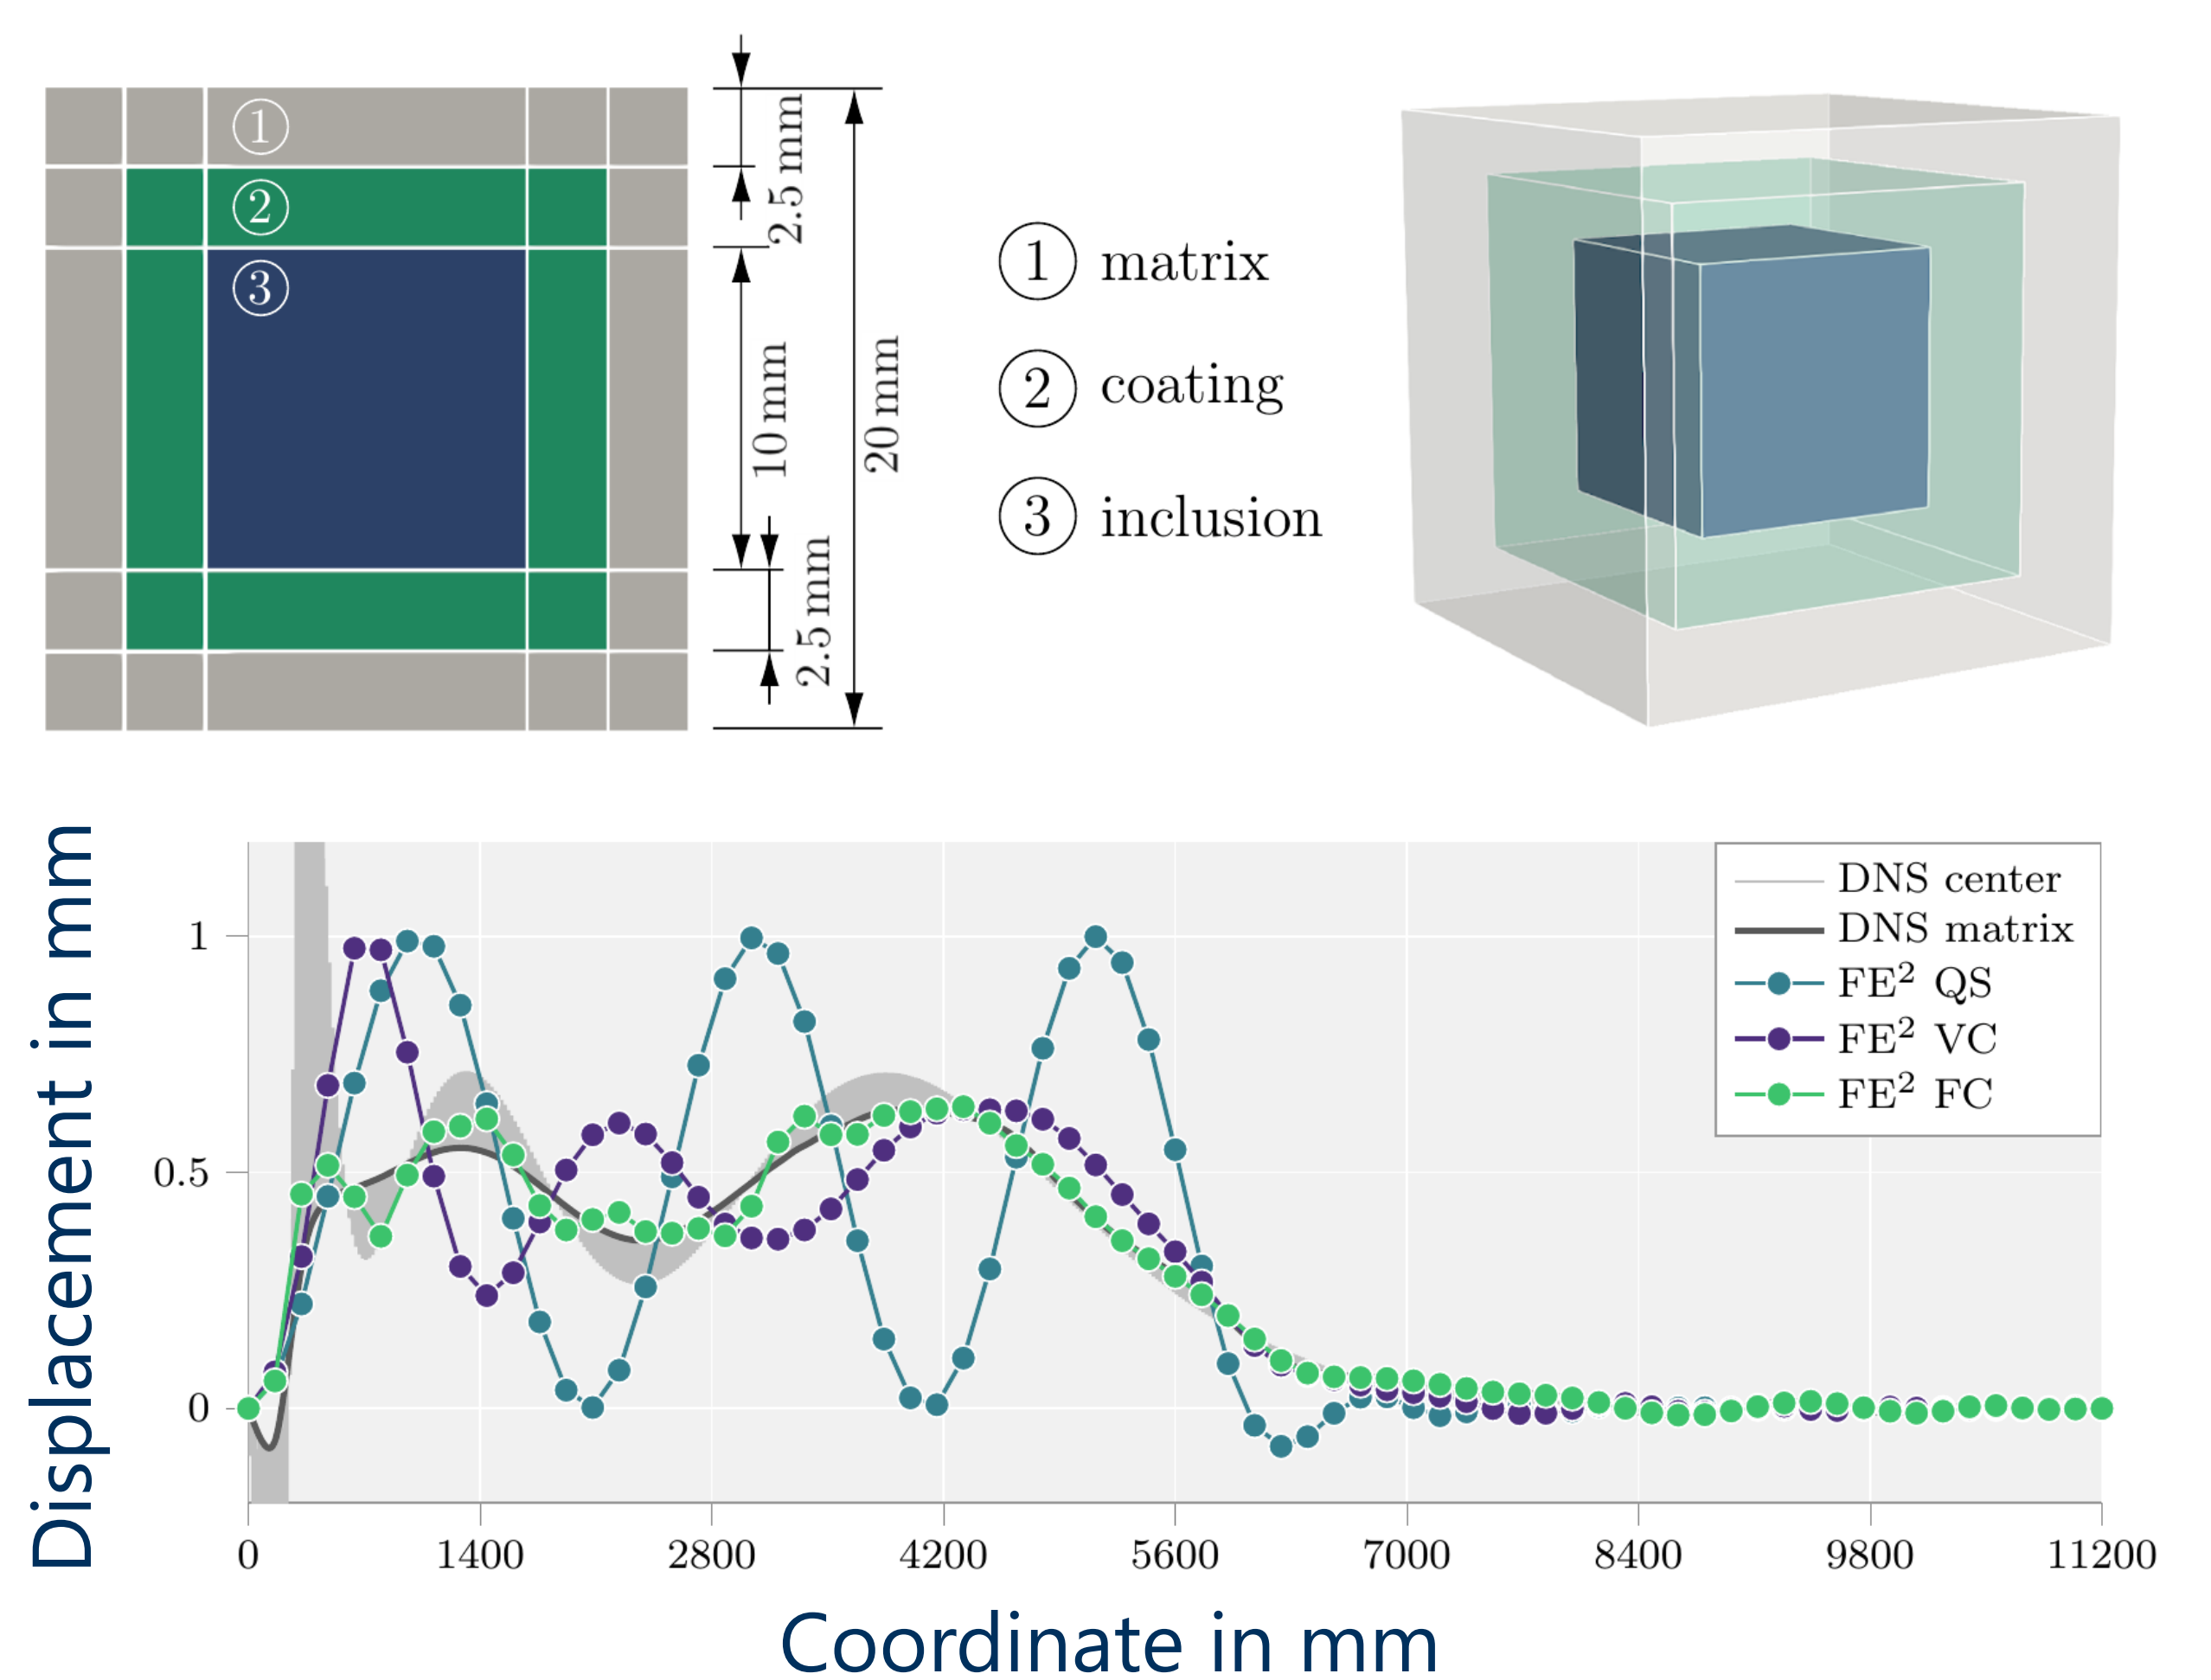 1
2
3
2.5 mm
10 mm
20 mm
2.5 mm
1 matrix
2 coating
3 inclusion
Displacement in mm
1
0.5
0
DNS center
DNS matrix
FE² QS
FE² VC
FE² FC
0 1400 2800 4200 5600 7000 8400 9800 11200
Coordinate in mm